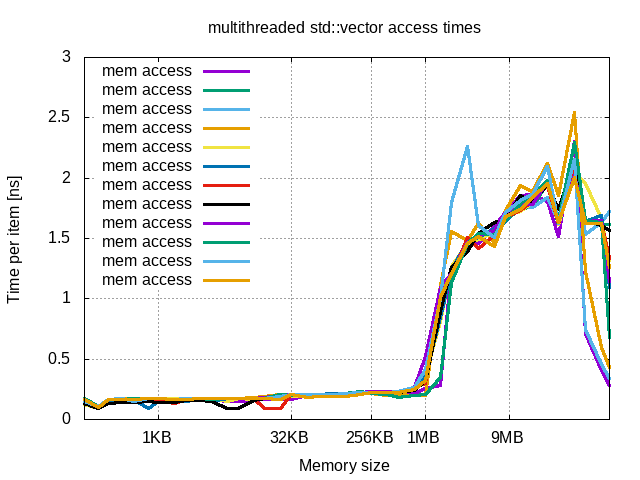 multithreaded std::vector access times
3
2.5
2
1.5
1
0.5
0
Time per item [ns]
mem access
mem access
mem access
mem access
mem access
mem access
mem access
mem access
mem access
mem access
mem access
mem access
1KB 32KB 256KB 1MB 9MB
Memory size